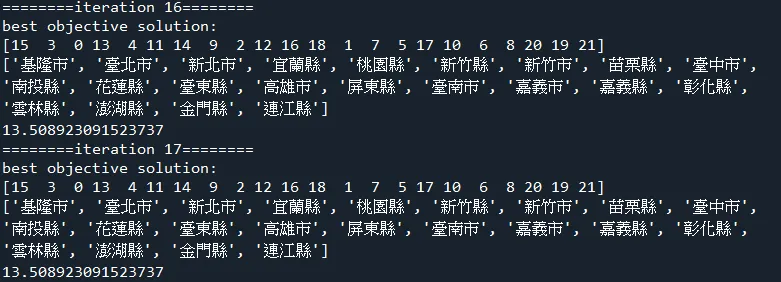 ========iteration 16========
best objective solution:
[15  3  0 13  4 11 14  9  2 12 16 18  1  7  5 17 10  6  8 20 19 21]
['基隆市', '臺北市', '新北市', '宜蘭縣', '桃園縣', '新竹縣', '新竹市', '苗栗縣', '臺中市',
'南投縣', '花蓮縣', '臺東縣', '高雄市', '屏東縣', '臺南市', '嘉義市', '嘉義縣', '彰化縣',
'雲林縣', '澎湖縣', '金門縣', '連江縣']
13.508923091523737
========iteration 17========
best objective solution:
[15  3  0 13  4 11 14  9  2 12 16 18  1  7  5 17 10  6  8 20 19 21]
['基隆市', '臺北市', '新北市', '宜蘭縣', '桃園縣', '新竹縣', '新竹市', '苗栗縣', '臺中市',
'南投縣', '花蓮縣', '臺東縣', '高雄市', '屏東縣', '臺南市', '嘉義市', '嘉義縣', '彰化縣',
'雲林縣', '澎湖縣', '金門縣', '連江縣']
13.508923091523737